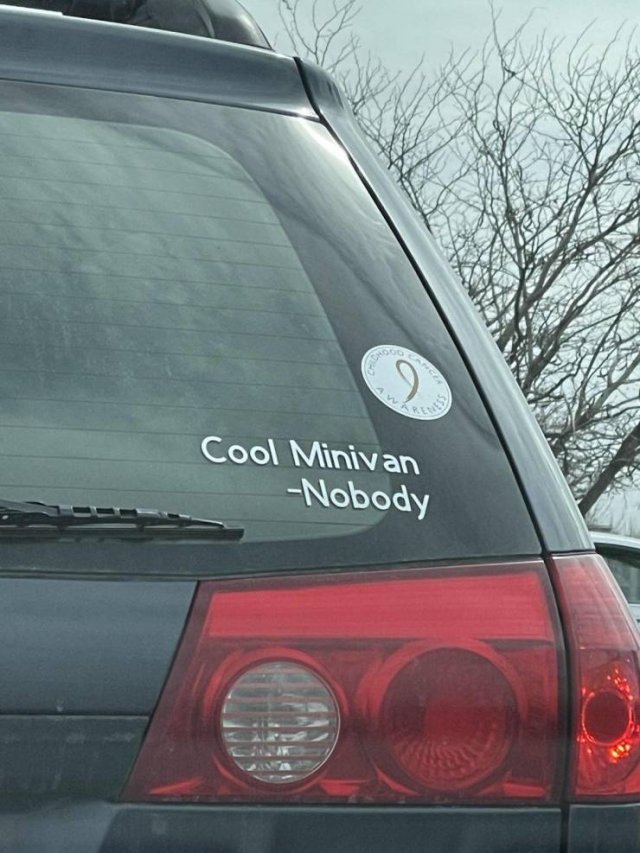 CHILDHOOD CANCER
AWARENESS
Cool Minivan
-Nobody